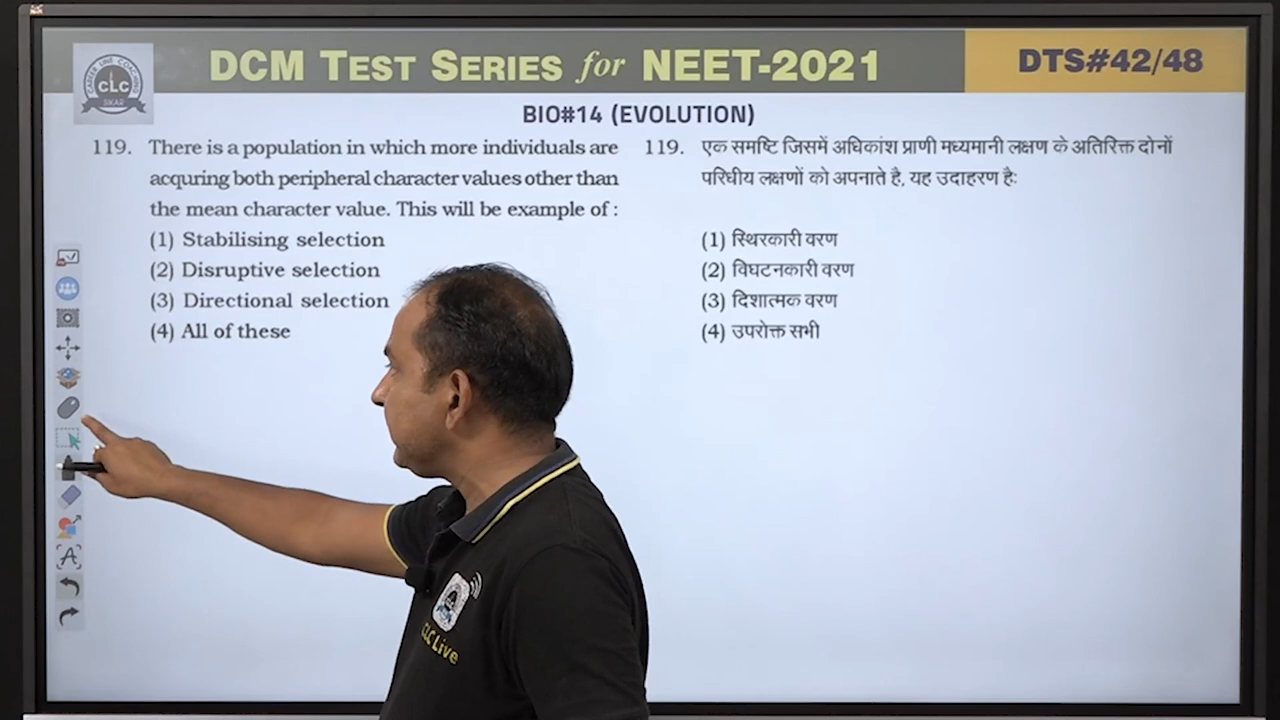 DCM TEST SERIES for NEET-2021
DTS#42/48
CAREER LINE COACHING
CLC
SIKAR
BIO#14 (EVOLUTION)
119. There is a population in which more individuals are
acquring both peripheral character values other than
the mean character value. This will be example of :
(1) Stabilising selection
(2) Disruptive selection
(3) Directional selection
(4) All of these
119. एक समष्टि जिसमें अधिकांश प्राणी मध्यमानी लक्षण के अतिरिक्त दोनों
परिघीय लक्षणों को अपनाते है, यह उदाहरण है:
(1) स्थिरकारी वरण
(2) विघटनकारी वरण
(3) दिशात्मक वरण
(4) उपरोक्त सभी
A
CLC
CLC Live